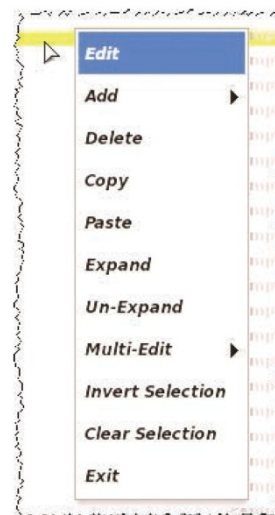 Edit
Add
Delete
Copy
Paste
Expand
Un-Expand
Multi-Edit
Invert Selection
Clear Selection
Exit